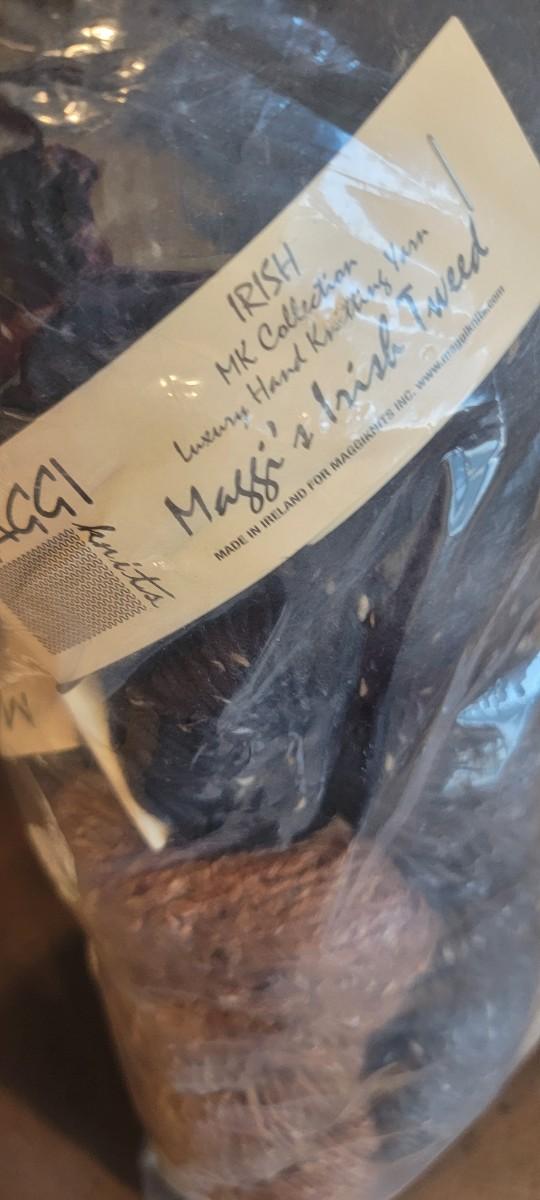 IRISH
MK Collection
Luxury Hand Knitting Yarn
Maggi's Irish Tweed
MADE IN IRELAND FOR MAGGIKNITS INC. www.maggiknits.com
AGGI
knits
M